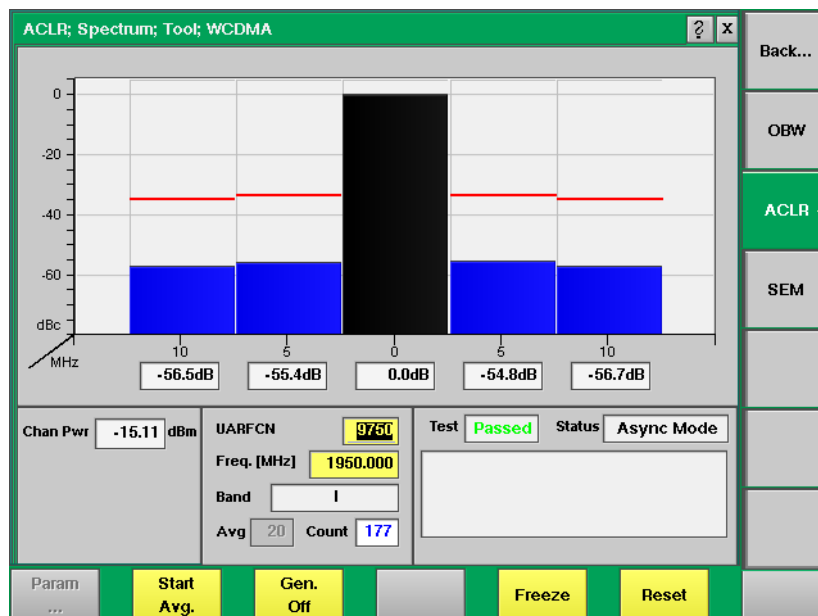 ACLR; Spectrum; Tool; WCDMA
? X
Back...
OBW
ACLR
SEM
0
-20
-40
-60
dBc
MHz
10 5 0 5 10
-56.5dB -55.4dB 0.0dB -54.8dB -56.7dB
Chan Pwr -15.11 dBm
UARFCN 9750
Freq. [MHz] 1950.000
Band I
Avg 20 Count 177
Test Passed Status Async Mode
Param
...
Start
Avg.
Gen.
Off
Freeze
Reset